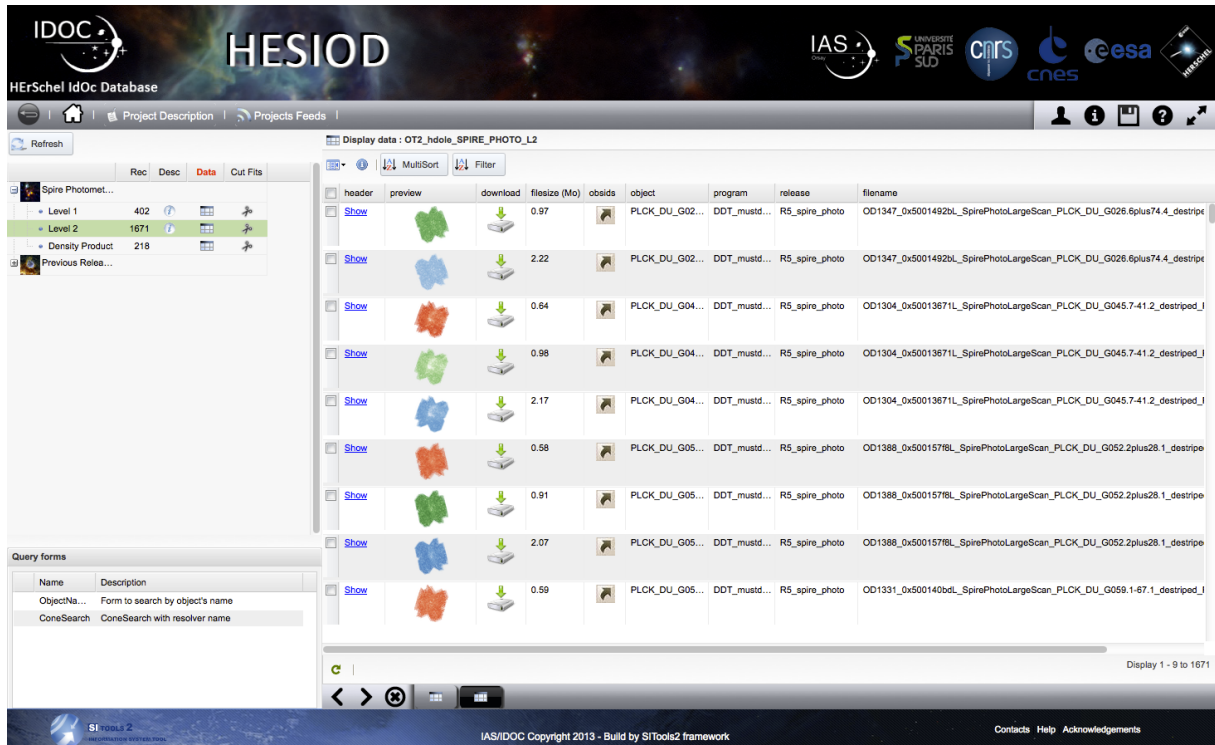 IDOC
HErSchel IdOc Database
HESIOD
IAS
Orsay
UNIVERSITÉ
PARIS
SUD
cnrs
cnes
esa
HERSCHEL
Project Description
Projects Feeds
Refresh
Rec Desc Data Cut Fits
Spire Photomet...
Level 1 402
Level 2 1671
Density Product 218
Previous Relea...
Query forms
Name Description
ObjectNa... Form to search by object's name
ConeSearch ConeSearch with resolver name
Display data : OT2_hdole_SPIRE_PHOTO_L2
MultiSort Filter
header preview download filesize (Mo) obsids object program release filename
Show 0.97 PLCK_DU_G02... DDT_mustd... R5_spire_photo OD1347_0x5001492bL_SpirePhotoLargeScan_PLCK_DU_G026.6plus74.4_destripe
Show 2.22 PLCK_DU_G02... DDT_mustd... R5_spire_photo OD1347_0x5001492bL_SpirePhotoLargeScan_PLCK_DU_G026.6plus74.4_destripe
Show 0.64 PLCK_DU_G04... DDT_mustd... R5_spire_photo OD1304_0x50013671L_SpirePhotoLargeScan_PLCK_DU_G045.7-41.2_destriped_
Show 0.98 PLCK_DU_G04... DDT_mustd... R5_spire_photo OD1304_0x50013671L_SpirePhotoLargeScan_PLCK_DU_G045.7-41.2_destriped_
Show 2.17 PLCK_DU_G04... DDT_mustd... R5_spire_photo OD1304_0x50013671L_SpirePhotoLargeScan_PLCK_DU_G045.7-41.2_destriped_
Show 0.58 PLCK_DU_G05... DDT_mustd... R5_spire_photo OD1388_0x500157f8L_SpirePhotoLargeScan_PLCK_DU_G052.2plus28.1_destripe
Show 0.91 PLCK_DU_G05... DDT_mustd... R5_spire_photo OD1388_0x500157f8L_SpirePhotoLargeScan_PLCK_DU_G052.2plus28.1_destripe
Show 2.07 PLCK_DU_G05... DDT_mustd... R5_spire_photo OD1388_0x500157f8L_SpirePhotoLargeScan_PLCK_DU_G052.2plus28.1_destripe
Show 0.59 PLCK_DU_G05... DDT_mustd... R5_spire_photo OD1331_0x500140bdL_SpirePhotoLargeScan_PLCK_DU_G059.1-67.1_destriped_
Display 1 - 9 to 1671
SITOOLS 2
IAS/IDOC Copyright 2013 - Build by SITools2 framework
Contacts Help Acknowledgements